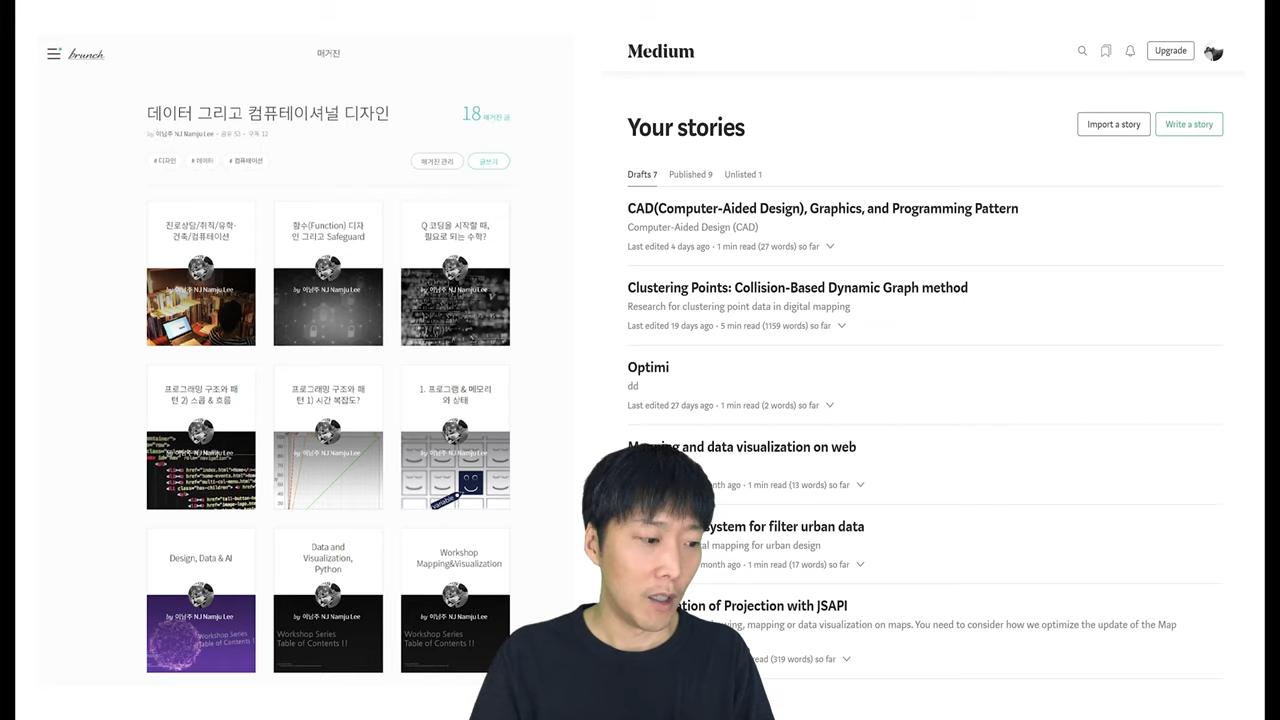 brunch
매거진
데이터 그리고 컴퓨테이셔널 디자인
18 매거진 글
by 이남주 NJ Namju Lee · 공유 53 · 구독 12
# 디자인
# 데이터
# 컴퓨테이션
매거진 관리
글쓰기
진로상담/취직/유학-
건축/컴퓨테이션
by 이남주 NJ Namju Lee
함수(Function) 디자
인 그리고 Safeguard
by 이남주 NJ Namju Lee
Q 코딩을 시작할 때,
필요로 되는 수학?
by 이남주 NJ Namju Lee
프로그래밍 구조와 패
턴 2) 스콥 & 흐름
by 이남주 NJ Namju Lee
프로그래밍 구조와 패
턴 1) 시간 복잡도?
by 이남주 NJ Namju Lee
1. 프로그램 & 메모리
와 상태
by 이남주 NJ Namju Lee
variable
Design, Data & AI
by 이남주 NJ Namju Lee
Workshop Series
Table of Contents !!
Data and
Visualization,
Python
by 이남주 NJ Namju Lee
Workshop Series
Table of Contents !!
Workshop
Mapping&Visualization
by 이남주 NJ Namju Lee
Workshop Series
Table of Contents !!
Medium
Upgrade
Your stories
Import a story
Write a story
Drafts 7
Published 9
Unlisted 1
CAD(Computer-Aided Design), Graphics, and Programming Pattern
Computer-Aided Design (CAD)
Last edited 4 days ago · 1 min read (27 words) so far
Clustering Points: Collision-Based Dynamic Graph method
Research for clustering point data in digital mapping
Last edited 19 days ago · 5 min read (1159 words) so far
Optimi
dd
Last edited 27 days ago · 1 min read (2 words) so far
Mapping and data visualization on web
ago · 1 min read (13 words) so far
system for filter urban data
mapping for urban design
month ago · 1 min read (17 words) so far
of Projection with JSAPI
mapping or data visualization on maps. You need to consider how we optimize the update of the Map
(319 words) so far